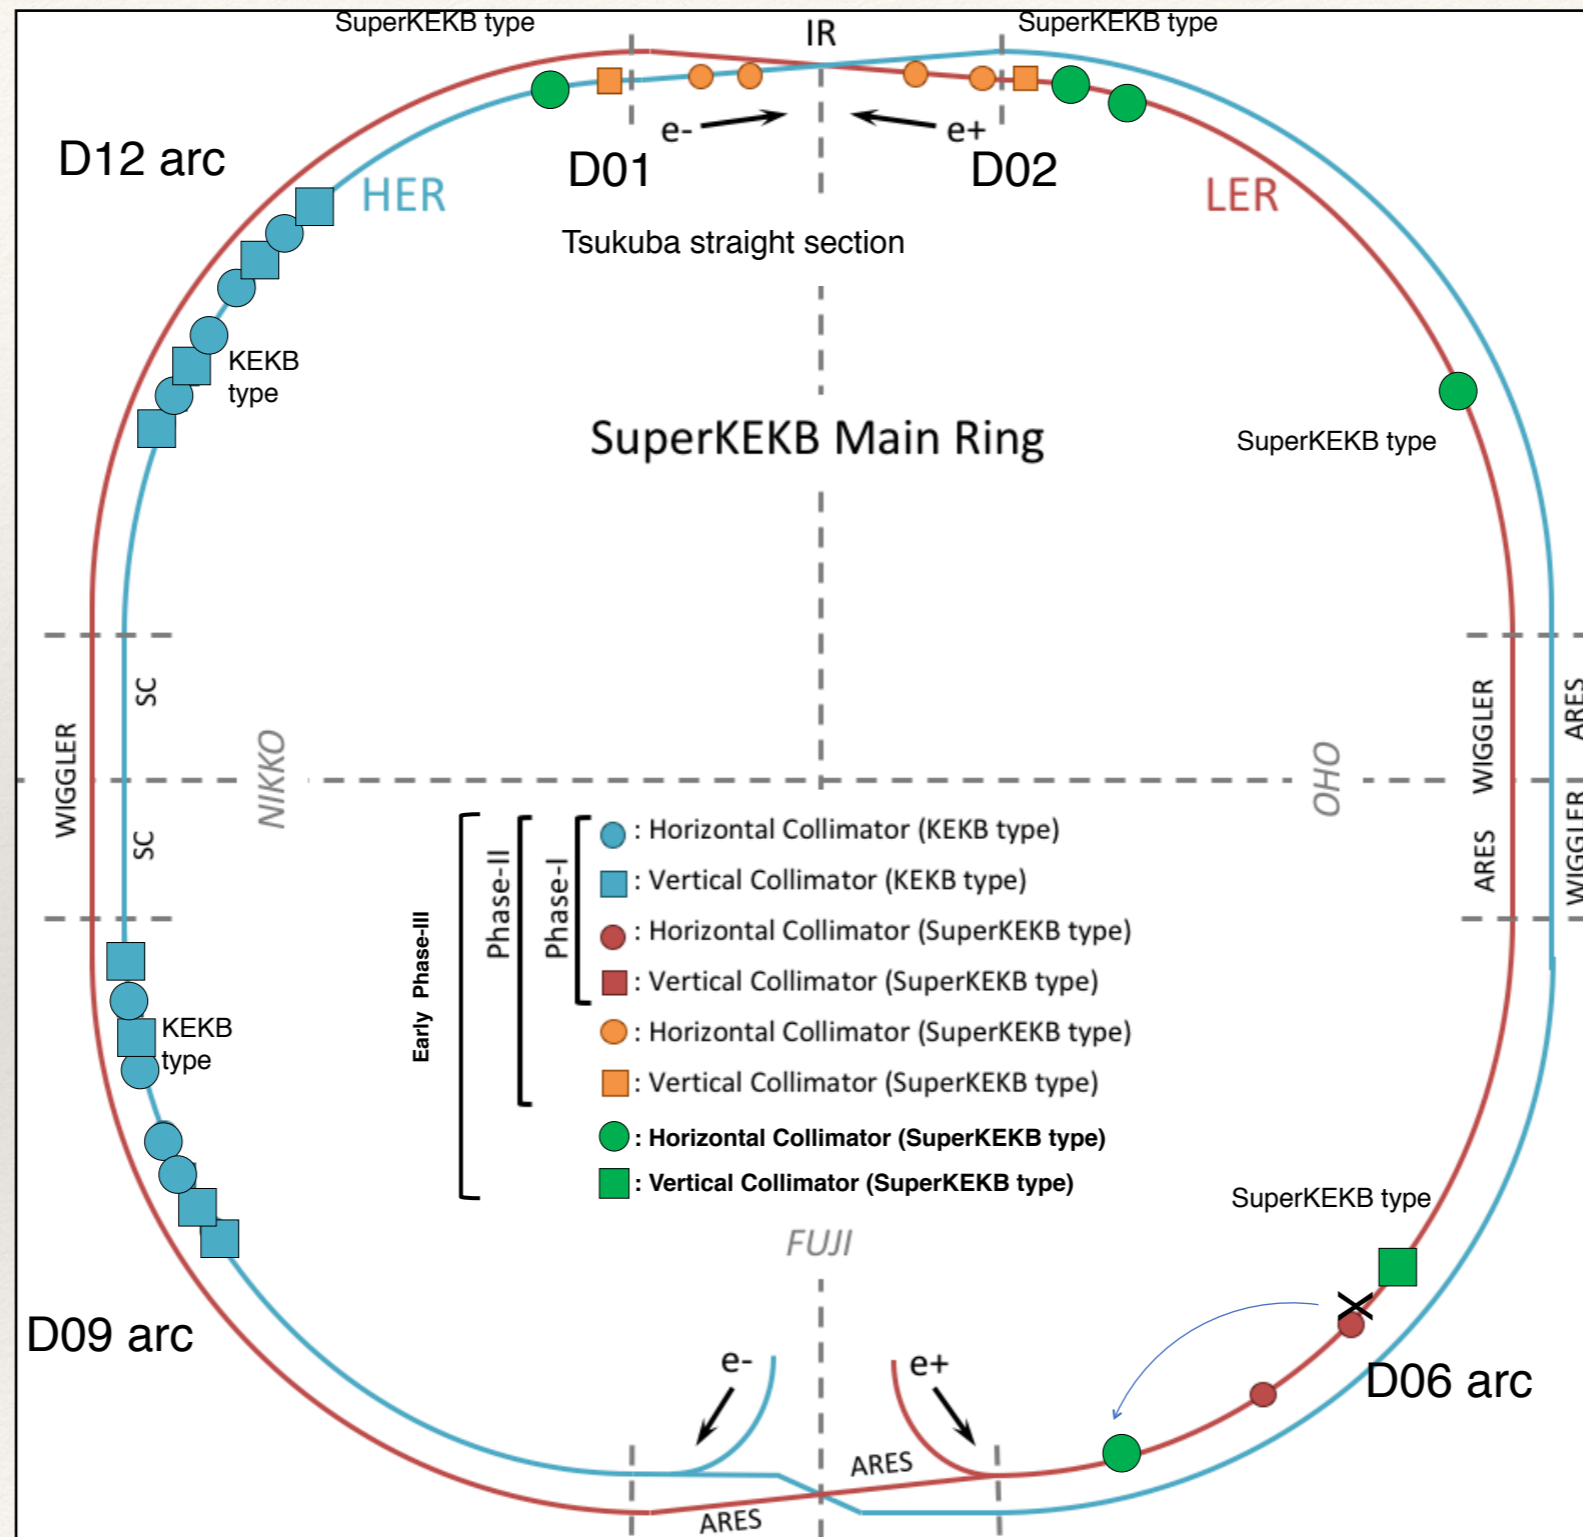 SuperKEKB type
IR
SuperKEKB type
e-
e+
D12 arc
D01
D02
HER
LER
Tsukuba straight section
KEKB
type
SuperKEKB Main Ring
SuperKEKB type
SC
WIGGLER
ARES
WIGGLER
NIKKO
OHO
SC
ARES
WIGGLER
Early Phase-III
Phase-II
Phase-I
: Horizontal Collimator (KEKB type)
: Vertical Collimator (KEKB type)
: Horizontal Collimator (SuperKEKB type)
: Vertical Collimator (SuperKEKB type)
: Horizontal Collimator (SuperKEKB type)
: Vertical Collimator (SuperKEKB type)
: Horizontal Collimator (SuperKEKB type)
: Vertical Collimator (SuperKEKB type)
KEKB
type
SuperKEKB type
FUJI
X
D09 arc
e-
e+
D06 arc
ARES
ARES
WIGGLER